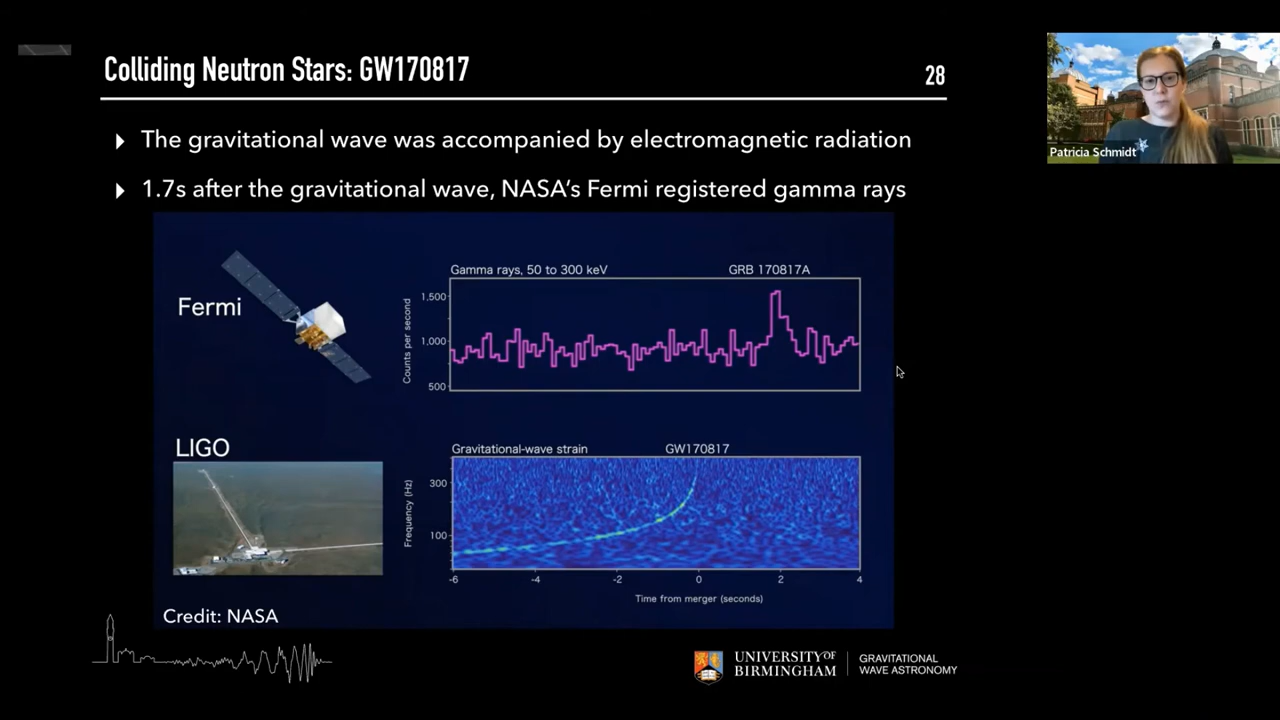 Colliding Neutron Stars: GW170817
28
The gravitational wave was accompanied by electromagnetic radiation
1.7s after the gravitational wave, NASA's Fermi registered gamma rays
Patricia Schmidt
Fermi
Gamma rays, 50 to 300 keV
GRB 170817A
Counts per second
1,500
1,000
500
LIGO
Gravitational-wave strain
GW170817
Frequency (Hz)
300
100
-6 -4 -2 0 2 4
Time from merger (seconds)
Credit: NASA
UNIVERSITY OF
BIRMINGHAM
GRAVITATIONAL
WAVE ASTRONOMY